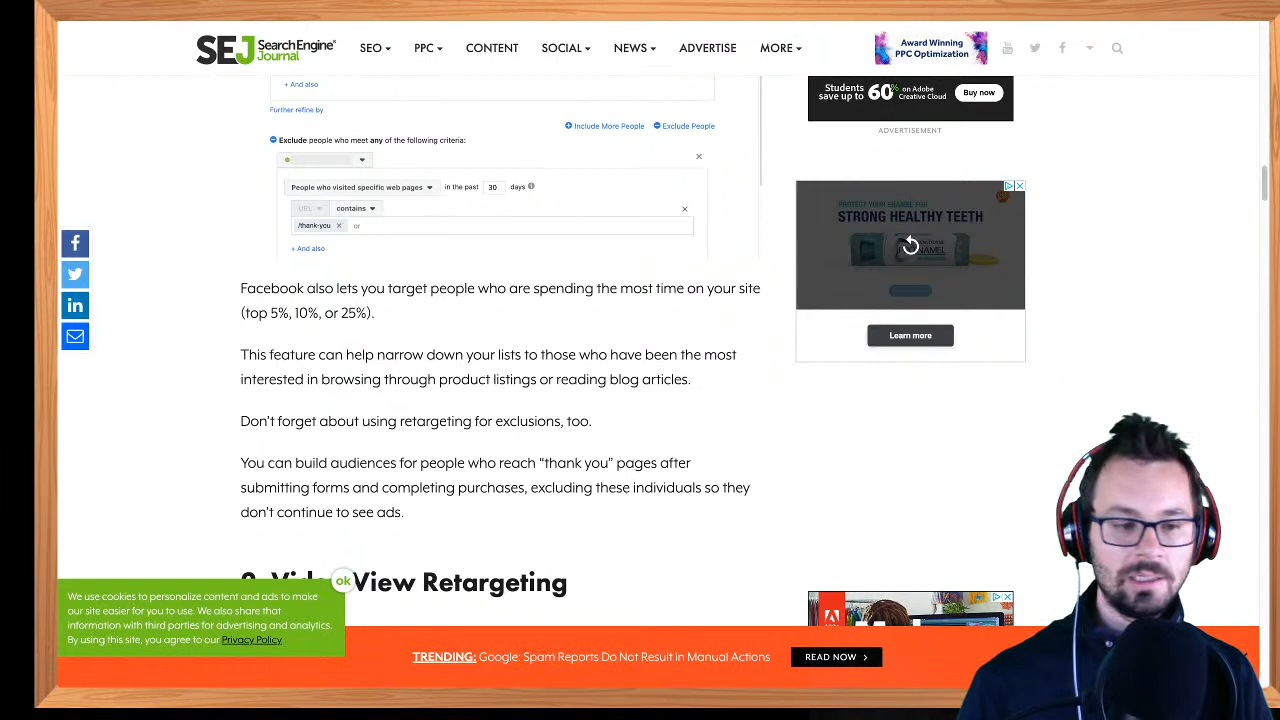 SEJ Search Engine Journal
SEO PPC CONTENT SOCIAL NEWS ADVERTISE MORE
Award Winning
PPC Optimization
+ And also
Further refine by
Include More People Exclude People
Exclude people who meet any of the following criteria:
People who visited specific web pages in the past 30 days
URL contains
/thank-you × or
+ And also
Students
save up to 60% on Adobe Creative Cloud
Buy now
ADVERTISEMENT
PROTECT YOUR ENAMEL FOR
STRONG HEALTHY TEETH
ENAMEL
Learn more
Facebook also lets you target people who are spending the most time on your site
(top 5%, 10%, or 25%).
This feature can help narrow down your lists to those who have been the most
interested in browsing through product listings or reading blog articles.
Don't forget about using retargeting for exclusions, too.
You can build audiences for people who reach “thank you” pages after
submitting forms and completing purchases, excluding these individuals so they
don't continue to see ads.
View Retargeting
ok
We use cookies to personalize content and ads to make
our site easier for you to use. We also share that
information with third parties for advertising and analytics.
By using this site, you agree to our Privacy Policy
TRENDING: Google: Spam Reports Do Not Result in Manual Actions
READ NOW >